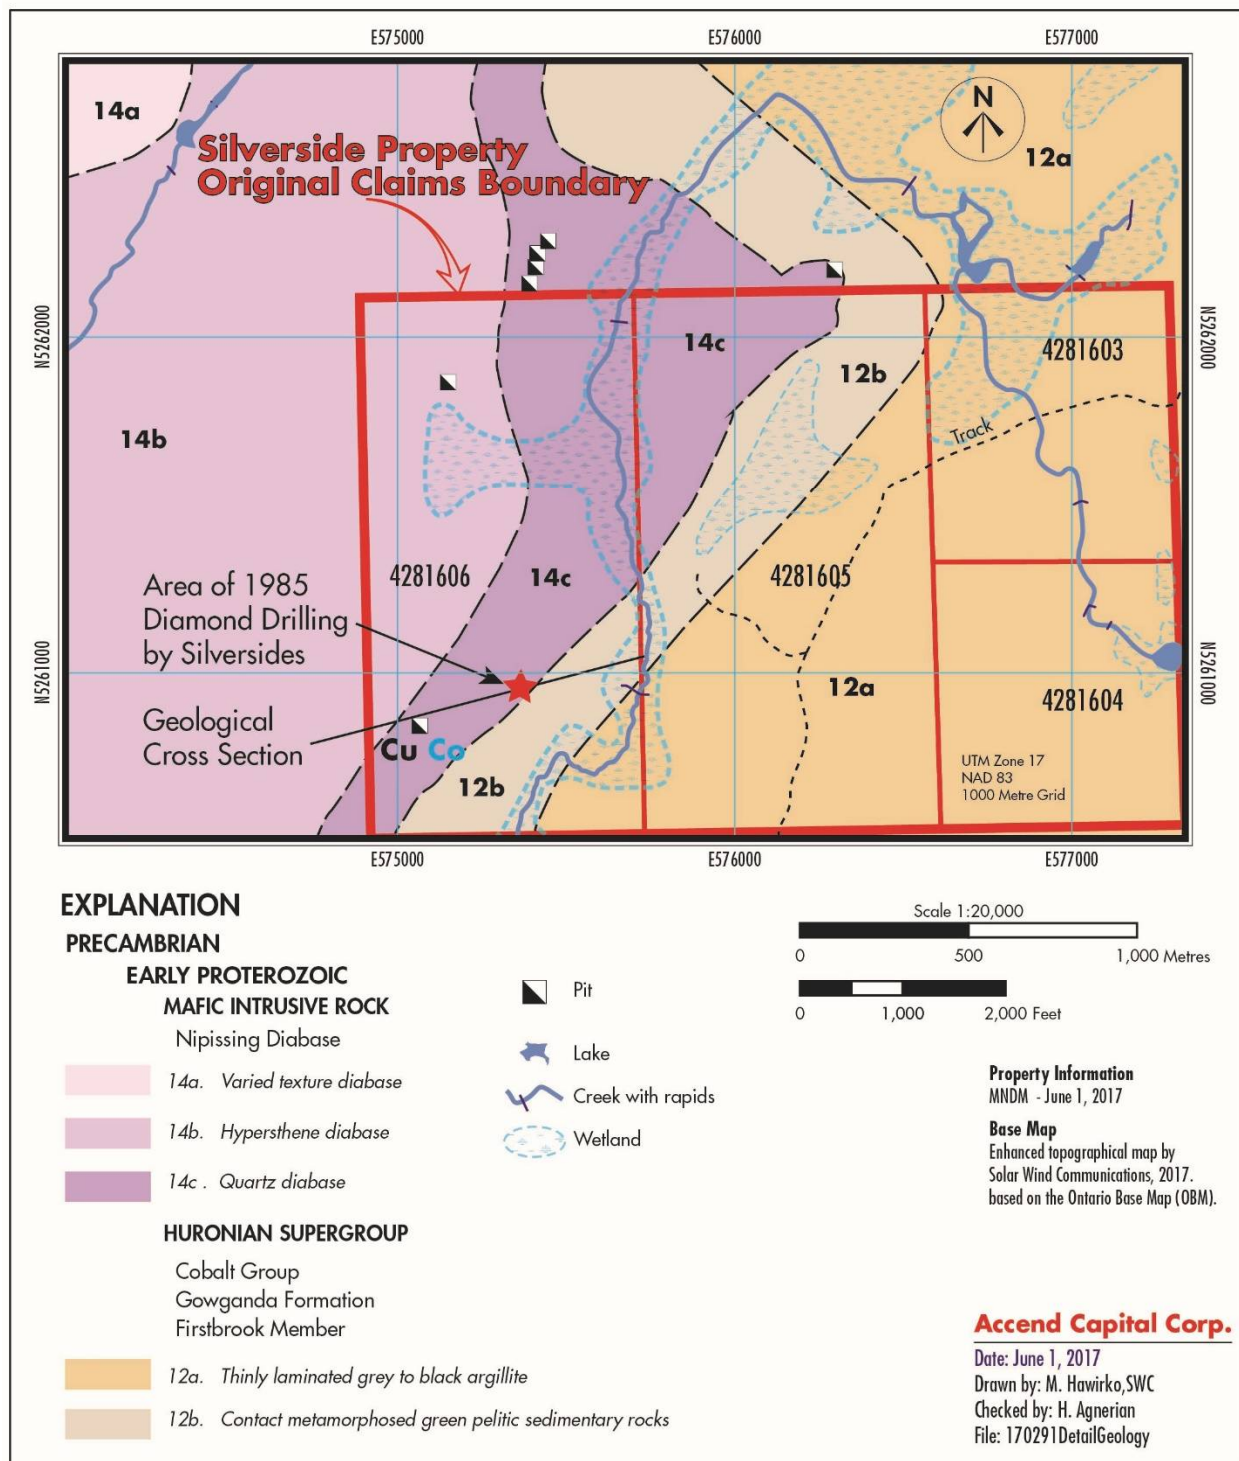 E575000
E576000
E577000
14a
N
12a
Silverside Property
Original Claims Boundary
N5262000
N5262000
14c
4281603
12b
14b
Track
Area of 1985
Diamond Drilling
by Silversides
4281606
14c
4281605
N5261000
N5261000
12a
4281604
Geological
Cross Section
Cu Co
12b
UTM Zone 17
NAD 83
1000 Metre Grid
E575000
E576000
E577000
EXPLANATION
PRECAMBRIAN
EARLY PROTEROZOIC
MAFIC INTRUSIVE ROCK
Nipissing Diabase
14a. Varied texture diabase
14b. Hypersthene diabase
14c . Quartz diabase
HURONIAN SUPERGROUP
Cobalt Group
Gowganda Formation
Firstbrook Member
12a. Thinly laminated grey to black argillite
12b. Contact metamorphosed green pelitic sedimentary rocks
Pit
Lake
Creek with rapids
Wetland
Scale 1:20,000
0 500 1,000 Metres
0 1,000 2,000 Feet
Property Information
MNDM - June 1, 2017
Base Map
Enhanced topographical map by
Solar Wind Communications, 2017.
based on the Ontario Base Map (OBM).
Accend Capital Corp.
Date: June 1, 2017
Drawn by: M. Hawirko,SWC
Checked by: H. Agnerian
File: 170291DetailGeology